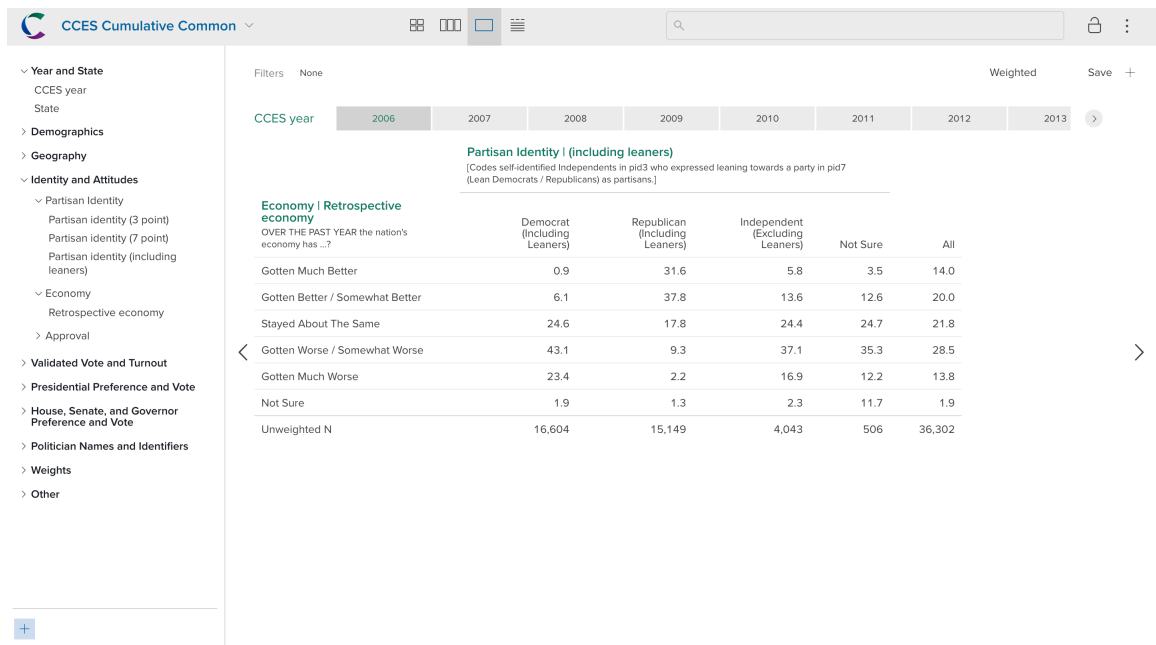 CCES Cumulative Common
Year and State
CCES year
State
Demographics
Geography
Identity and Attitudes
Partisan Identity
Partisan identity (3 point)
Partisan identity (7 point)
Partisan identity (including
leaners)
Economy
Retrospective economy
Approval
Validated Vote and Turnout
Presidential Preference and Vote
House, Senate, and Governor
Preference and Vote
Politician Names and Identifiers
Weights
Other
Filters None Weighted Save
CCES year 2006 2007 2008 2009 2010 2011 2012 2013
Partisan Identity | (including leaners)
[Codes self-identified Independents in pid3 who expressed leaning towards a party in pid7
(Lean Democrats / Republicans) as partisans.]
Economy | Retrospective
economy
OVER THE PAST YEAR the nation's
economy has ...?
Democrat
(Including
Leaners)
Republican
(Including
Leaners)
Independent
(Excluding
Leaners)
Not Sure
All
Gotten Much Better 0.9 31.6 5.8 3.5 14.0
Gotten Better / Somewhat Better 6.1 37.8 13.6 12.6 20.0
Stayed About The Same 24.6 17.8 24.4 24.7 21.8
Gotten Worse / Somewhat Worse 43.1 9.3 37.1 35.3 28.5
Gotten Much Worse 23.4 2.2 16.9 12.2 13.8
Not Sure 1.9 1.3 2.3 11.7 1.9
Unweighted N 16,604 15,149 4,043 506 36,302